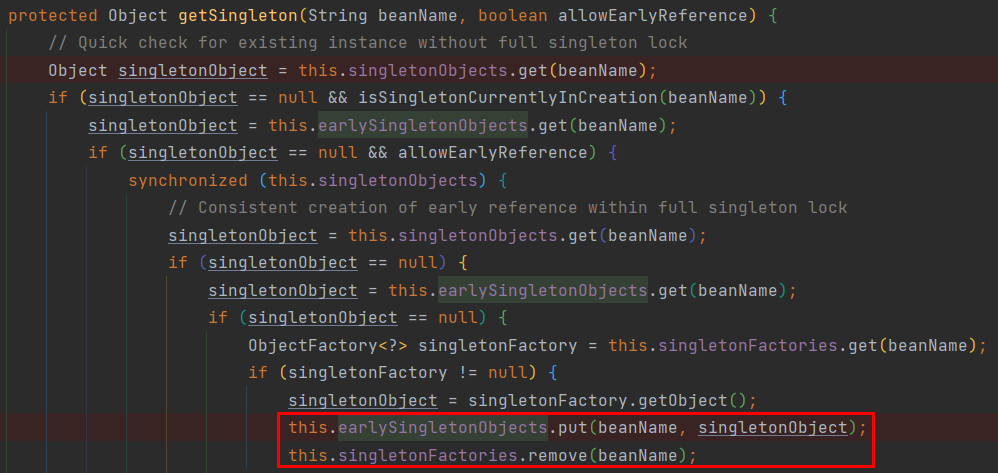 protected Object getSingleton(String beanName, boolean allowEarlyReference) {
// Quick check for existing instance without full singleton lock
Object singletonObject = this.singletonObjects.get(beanName);
if (singletonObject == null && isSingletonCurrentlyInCreation(beanName)) {
singletonObject = this.earlySingletonObjects.get(beanName);
if (singletonObject == null && allowEarlyReference) {
synchronized (this.singletonObjects) {
// Consistent creation of early reference within full singleton lock
singletonObject = this.singletonObjects.get(beanName);
if (singletonObject == null) {
singletonObject = this.earlySingletonObjects.get(beanName);
if (singletonObject == null) {
ObjectFactory<?> singletonFactory = this.singletonFactories.get(beanName);
if (singletonFactory != null) {
singletonObject = singletonFactory.getObject();
this.earlySingletonObjects.put(beanName, singletonObject);
this.singletonFactories.remove(beanName);